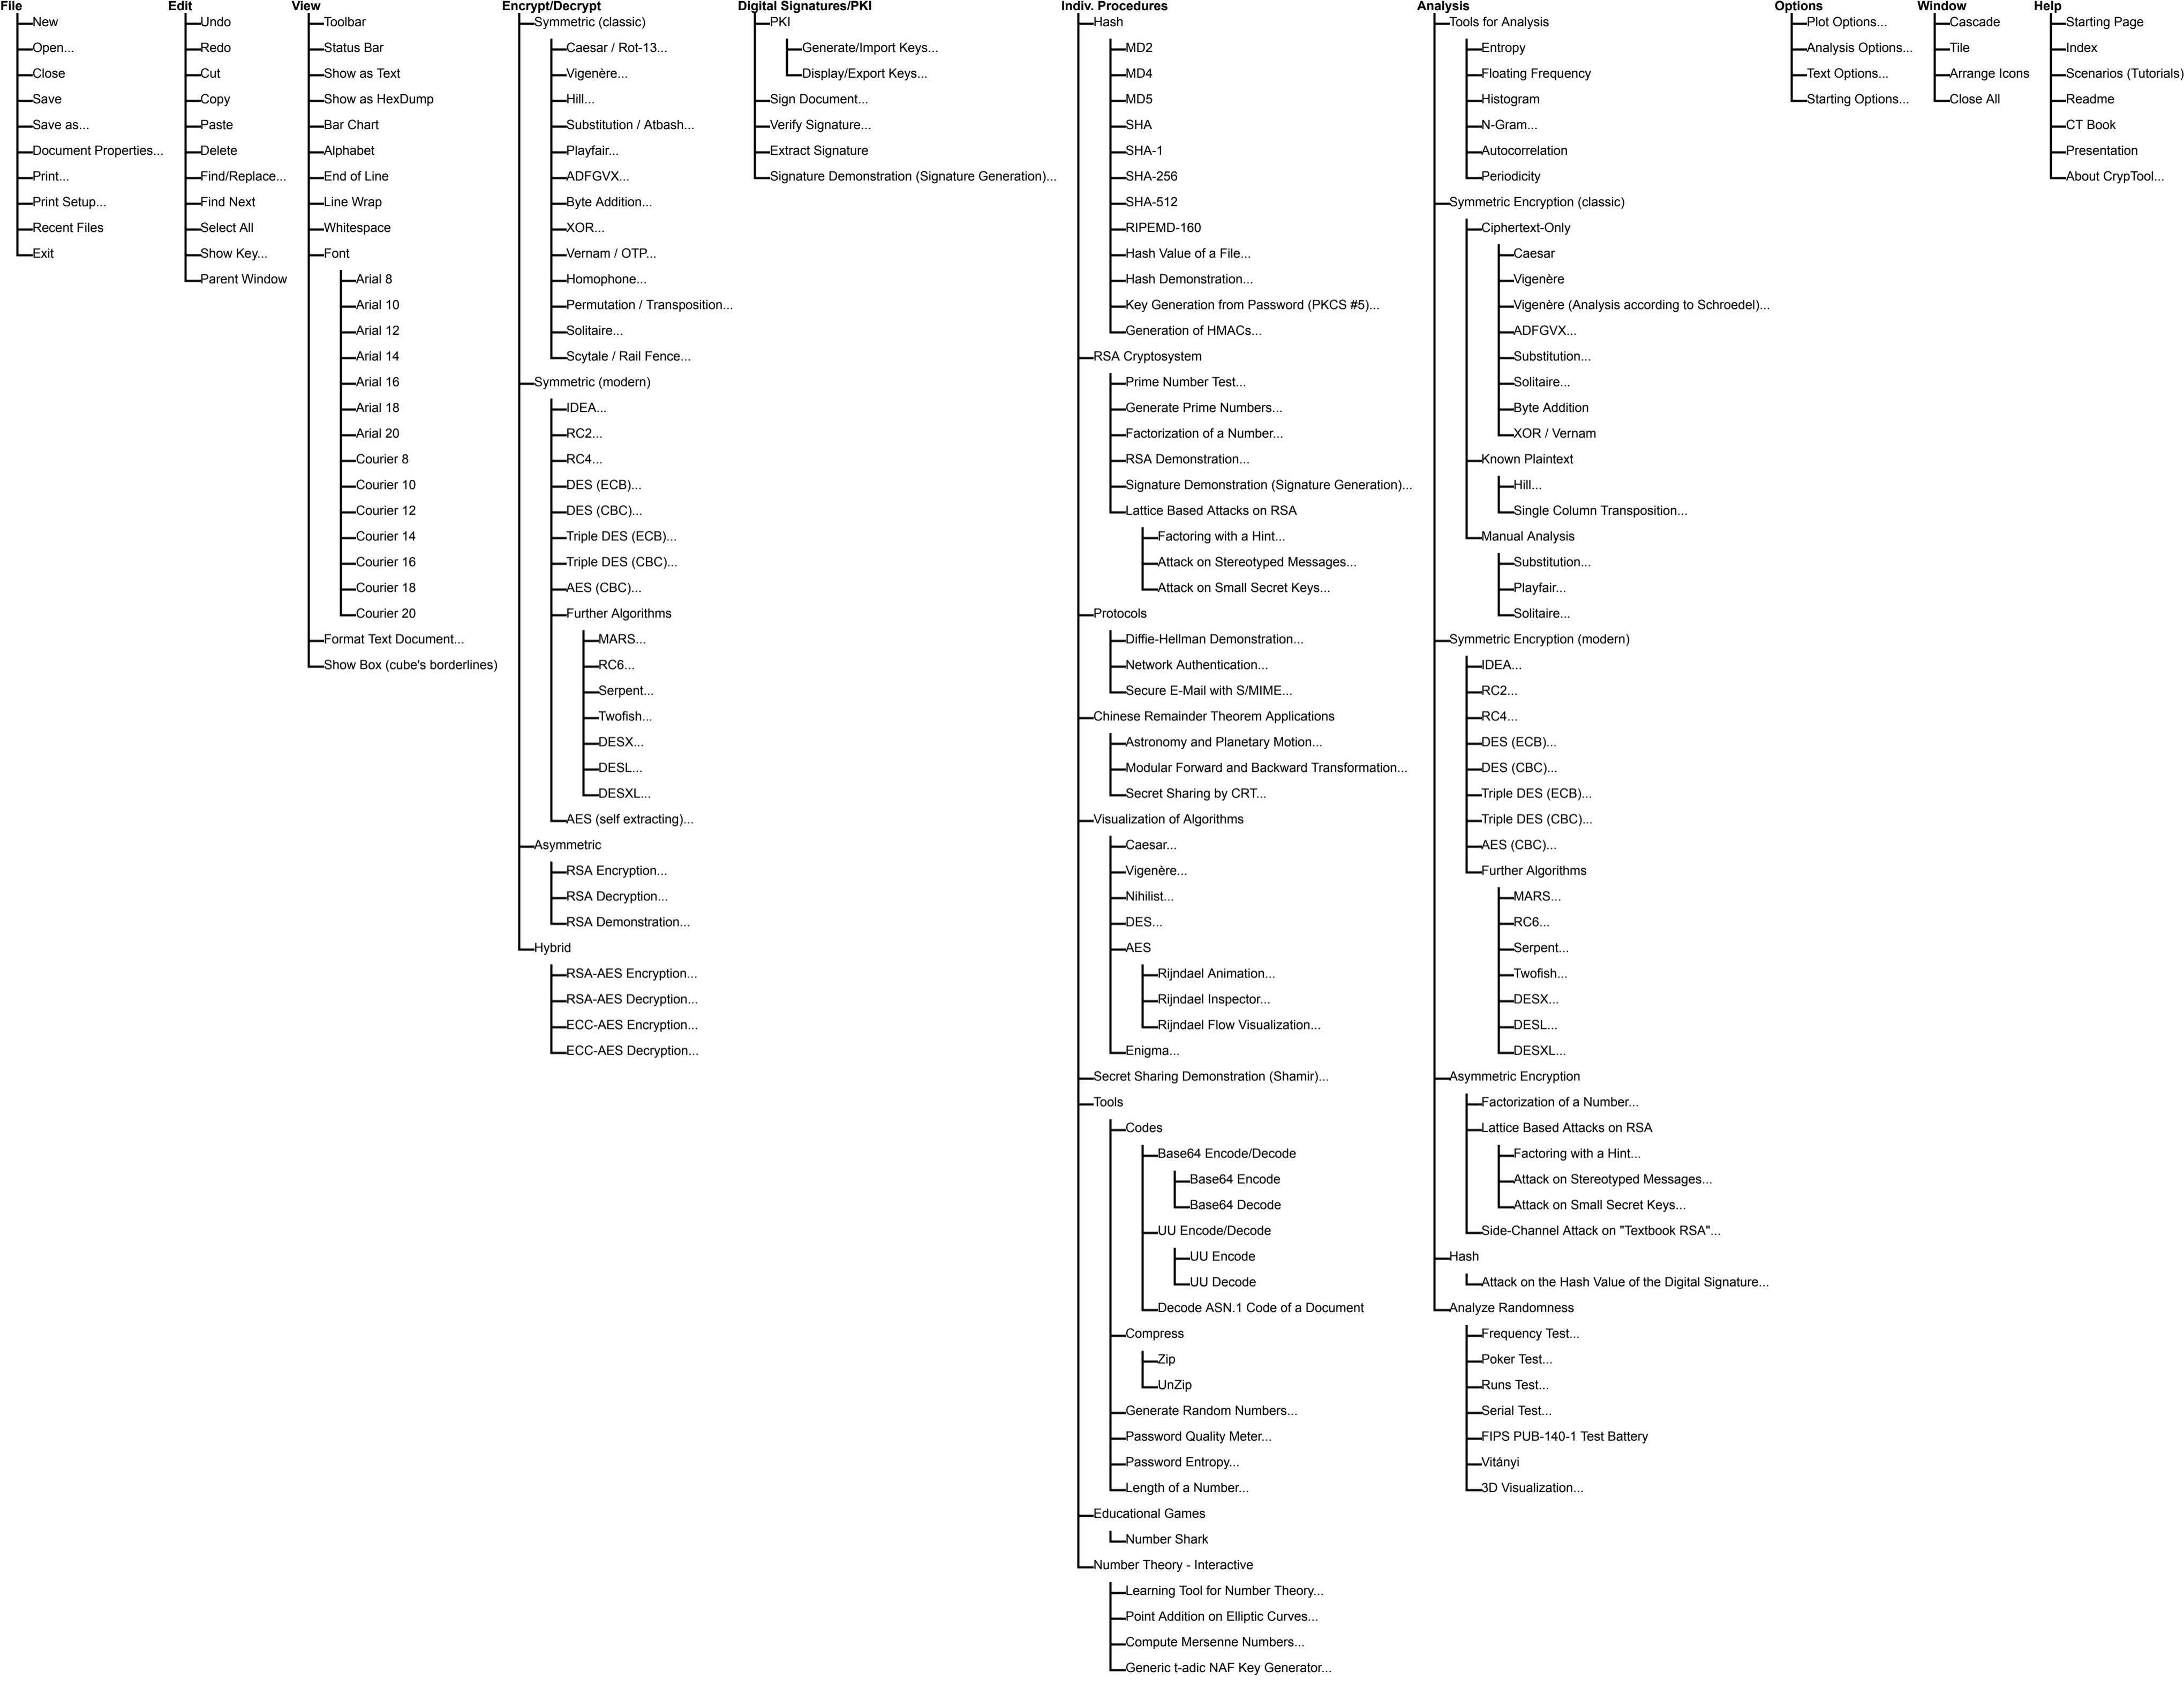 File
New
Open...
Close
Save
Save as...
Document Properties...
Print...
Print Setup...
Recent Files
Exit
Edit
Undo
Redo
Cut
Copy
Paste
Delete
Find/Replace...
Find Next
Select All
Show Key...
Parent Window
View
Toolbar
Status Bar
Show as Text
Show as HexDump
Bar Chart
Alphabet
End of Line
Line Wrap
Whitespace
Font
Arial 8
Arial 10
Arial 12
Arial 14
Arial 16
Arial 18
Arial 20
Courier 8
Courier 10
Courier 12
Courier 14
Courier 16
Courier 18
Courier 20
Format Text Document...
Show Box (cube's borderlines)
Encrypt/Decrypt
Symmetric (classic)
Caesar / Rot-13...
Vigenère...
Hill...
Substitution / Atbash...
Playfair...
ADFGVX...
Byte Addition...
XOR...
Vernam / OTP...
Homophone...
Permutation / Transposition...
Solitaire...
Scytale / Rail Fence...
Symmetric (modern)
IDEA...
RC2...
RC4...
DES (ECB)...
DES (CBC)...
Triple DES (ECB)...
Triple DES (CBC)...
AES (CBC)...
Further Algorithms
MARS...
RC6...
Serpent...
Twofish...
DESX...
DESL...
DESXL...
AES (self extracting)...
Asymmetric
RSA Encryption...
RSA Decryption...
RSA Demonstration...
Hybrid
RSA-AES Encryption...
RSA-AES Decryption...
ECC-AES Encryption...
ECC-AES Decryption...
Digital Signatures/PKI
PKI
Generate/Import Keys...
Display/Export Keys...
Sign Document...
Verify Signature...
Extract Signature
Signature Demonstration (Signature Generation)...
Indiv. Procedures
Hash
MD2
MD4
MD5
SHA
SHA-1
SHA-256
SHA-512
RIPEMD-160
Hash Value of a File...
Hash Demonstration...
Key Generation from Password (PKCS #5)...
Generation of HMACs...
RSA Cryptosystem
Prime Number Test...
Generate Prime Numbers...
Factorization of a Number...
RSA Demonstration...
Signature Demonstration (Signature Generation)...
Lattice Based Attacks on RSA
Factoring with a Hint...
Attack on Stereotyped Messages...
Attack on Small Secret Keys...
Protocols
Diffie-Hellman Demonstration...
Network Authentication...
Secure E-Mail with S/MIME...
Chinese Remainder Theorem Applications
Astronomy and Planetary Motion...
Modular Forward and Backward Transformation...
Secret Sharing by CRT...
Visualization of Algorithms
Caesar...
Vigenère...
Nihilist...
DES...
AES
Rijndael Animation...
Rijndael Inspector...
Rijndael Flow Visualization...
Enigma...
Secret Sharing Demonstration (Shamir)...
Tools
Codes
Base64 Encode/Decode
Base64 Encode
Base64 Decode
UU Encode/Decode
UU Encode
UU Decode
Decode ASN.1 Code of a Document
Compress
Zip
UnZip
Generate Random Numbers...
Password Quality Meter...
Password Entropy...
Length of a Number...
Educational Games
Number Shark
Number Theory - Interactive
Learning Tool for Number Theory...
Point Addition on Elliptic Curves...
Compute Mersenne Numbers...
Generic t-adic NAF Key Generator...
Analysis
Tools for Analysis
Entropy
Floating Frequency
Histogram
N-Gram...
Autocorrelation
Periodicity
Symmetric Encryption (classic)
Ciphertext-Only
Caesar
Vigenère
Vigenère (Analysis according to Schroedel)...
ADFGVX...
Substitution...
Solitaire...
Byte Addition
XOR / Vernam
Known Plaintext
Hill...
Single Column Transposition...
Manual Analysis
Substitution...
Playfair...
Solitaire...
Symmetric Encryption (modern)
IDEA...
RC2...
RC4...
DES (ECB)...
DES (CBC)...
Triple DES (ECB)...
Triple DES (CBC)...
AES (CBC)...
Further Algorithms
MARS...
RC6...
Serpent...
Twofish...
DESX...
DESL...
DESXL...
Asymmetric Encryption
Factorization of a Number...
Lattice Based Attacks on RSA
Factoring with a Hint...
Attack on Stereotyped Messages...
Attack on Small Secret Keys...
Side-Channel Attack on "Textbook RSA"...
Hash
Attack on the Hash Value of the Digital Signature...
Analyze Randomness
Frequency Test...
Poker Test...
Runs Test...
Serial Test...
FIPS PUB-140-1 Test Battery
Vitányi
3D Visualization...
Options
Plot Options...
Analysis Options...
Text Options...
Starting Options...
Window
Cascade
Tile
Arrange Icons
Close All
Help
Starting Page
Index
Scenarios (Tutorials)
Readme
CT Book
Presentation
About CrypTool...